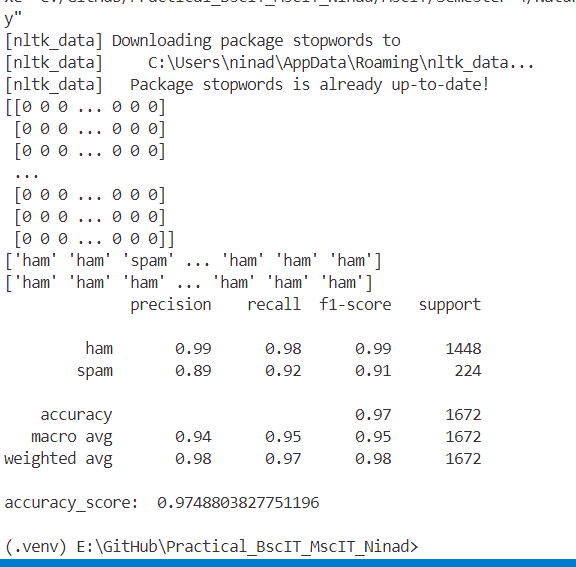 y"
[nltk_data] Downloading package stopwords to
[nltk_data]     C:\Users\ninad\AppData\Roaming\nltk_data...
[nltk_data]   Package stopwords is already up-to-date!
[[0 0 0 ... 0 0 0]
 [0 0 0 ... 0 0 0]
 [0 0 0 ... 0 0 0]
 ...
 [0 0 0 ... 0 0 0]
 [0 0 0 ... 0 0 0]
 [0 0 0 ... 0 0 0]]
['ham' 'ham' 'spam' ... 'ham' 'ham' 'ham']
['ham' 'ham' 'ham' ... 'ham' 'ham' 'ham']
              precision    recall  f1-score   support

         ham       0.99      0.98      0.99      1448
        spam       0.89      0.92      0.91       224

    accuracy                           0.97      1672
   macro avg       0.94      0.95      0.95      1672
weighted avg       0.98      0.97      0.98      1672

accuracy_score:  0.9748803827751196

(.venv) E:\GitHub\Practical_BscIT_MscIT_Ninad>